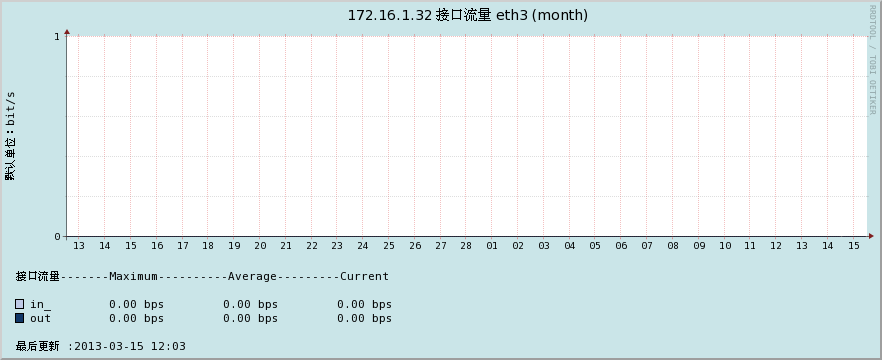 172.16.1.32 接口流量 eth3 (month)
RRDTOOL / TOBI OETIKER
默认单位：bit/s
1
0
13 14 15 16 17 18 19 20 21 22 23 24 25 26 27 28 01 02 03 04 05 06 07 08 09 10 11 12 13 14 15
接口流量-------Maximum----------Average---------Current
in_ 0.00 bps 0.00 bps 0.00 bps
out 0.00 bps 0.00 bps 0.00 bps
最后更新 :2013-03-15 12:03